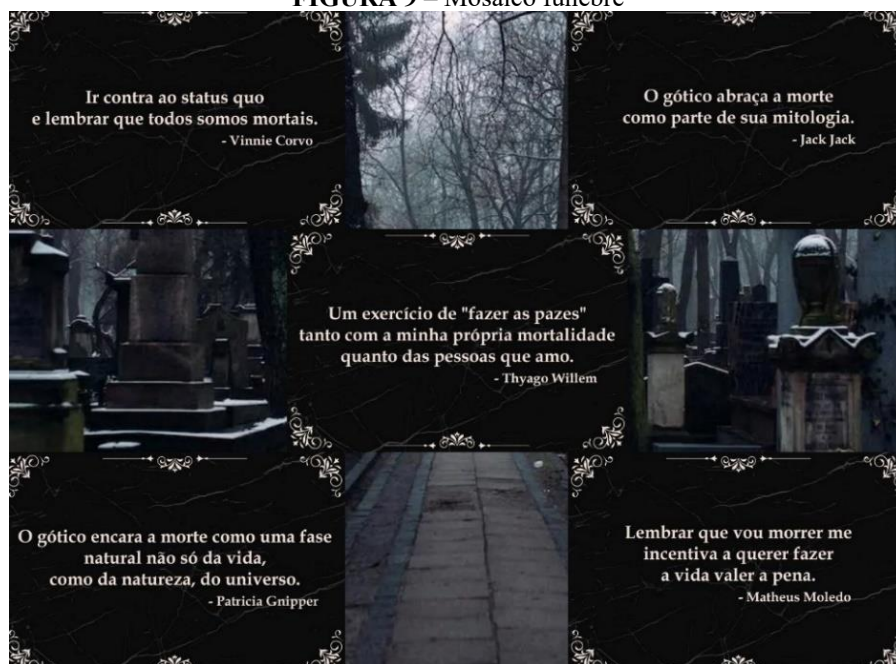 FIGURA 9 – Mosaico fúnebre
Ir contra ao status quo
e lembrar que todos somos mortais.
- Vinnie Corvo
O gótico abraça a morte
como parte de sua mitologia.
- Jack Jack
Um exercício de "fazer as pazes"
tanto com a minha própria mortalidade
quanto das pessoas que amo.
- Thyago Willem
O gótico encara a morte como uma fase
natural não só da vida,
como da natureza, do universo.
- Patricia Gnipper
Lembrar que vou morrer me
incentiva a querer fazer
a vida valer a pena.
- Matheus Moledo